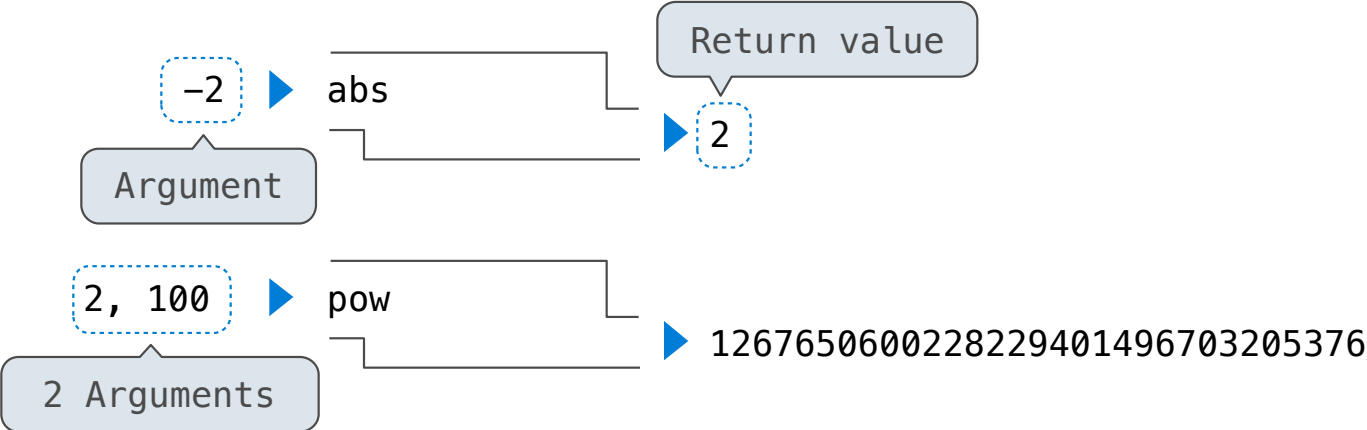 Return value
-2 abs
2
Argument
2, 100 pow
1267650600228229401496703205376
2 Arguments